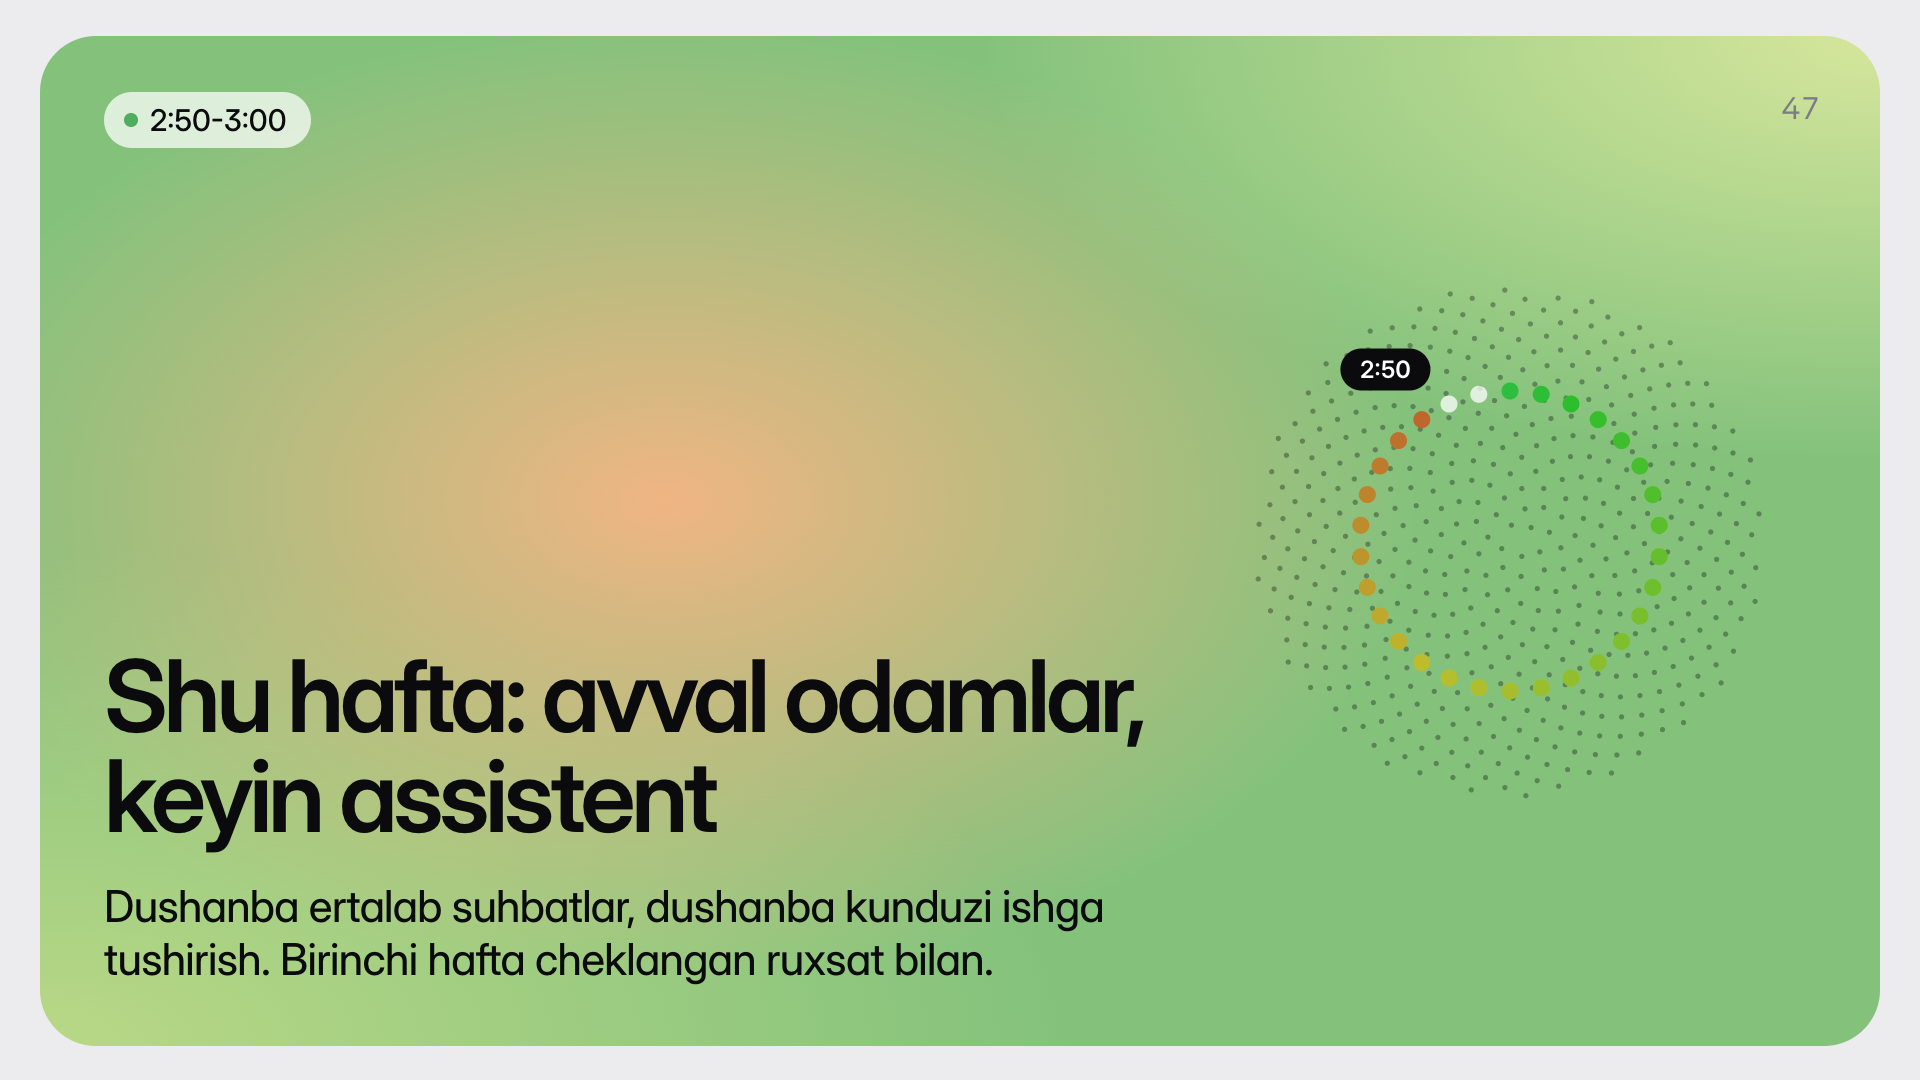 2:50-3:00
47
2:50
Shu hafta: avval odamlar,
keyin assistent
Dushanba ertalab suhbatlar, dushanba kunduzi ishga
tushirish. Birinchi hafta cheklangan ruxsat bilan.